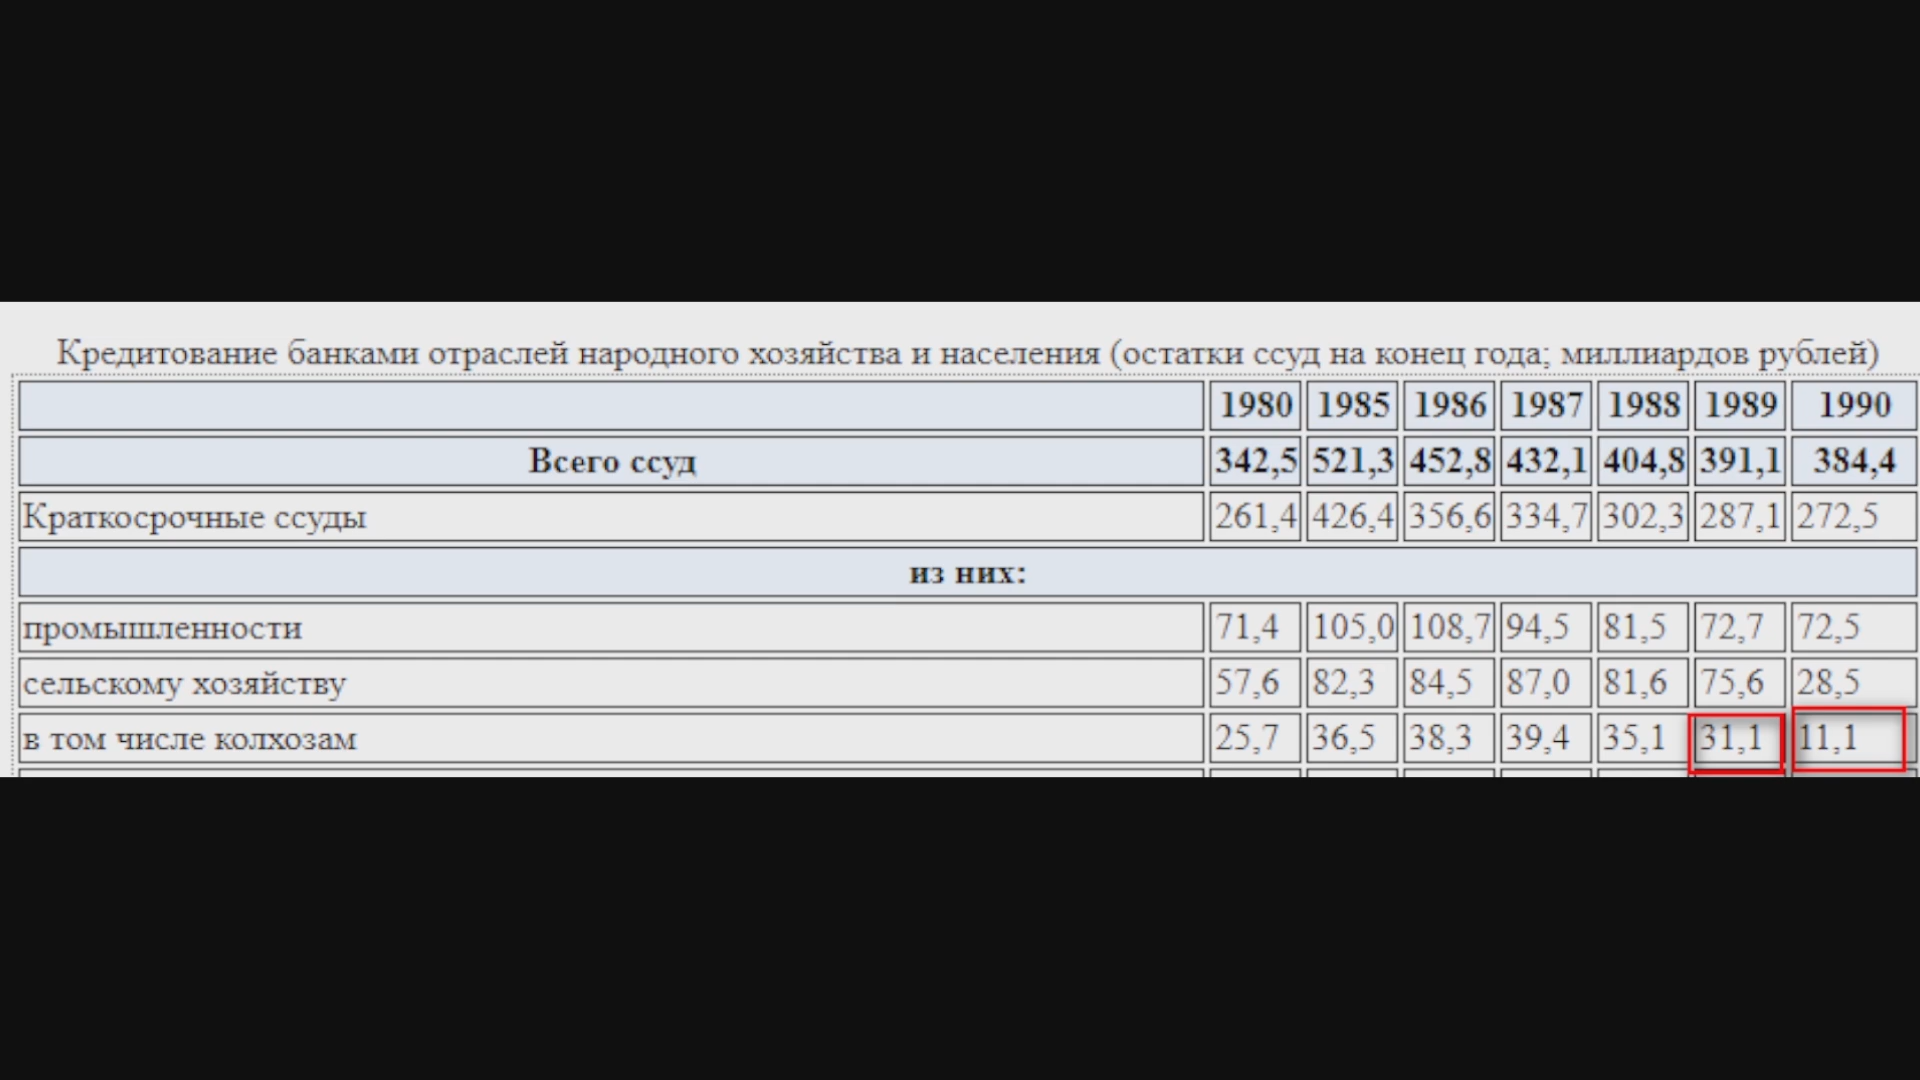 Кредитование банками отраслей народного хозяйства и населения (остатки ссуд на конец года; миллиардов рублей)
1980 1985 1986 1987 1988 1989 1990
Всего ссуд 342,5 521,3 452,8 432,1 404,8 391,1 384,4
Краткосрочные ссуды 261,4 426,4 356,6 334,7 302,3 287,1 272,5
из них:
промышленности 71,4 105,0 108,7 94,5 81,5 72,7 72,5
сельскому хозяйству 57,6 82,3 84,5 87,0 81,6 75,6 28,5
в том числе колхозам 25,7 36,5 38,3 39,4 35,1 31,1 11,1